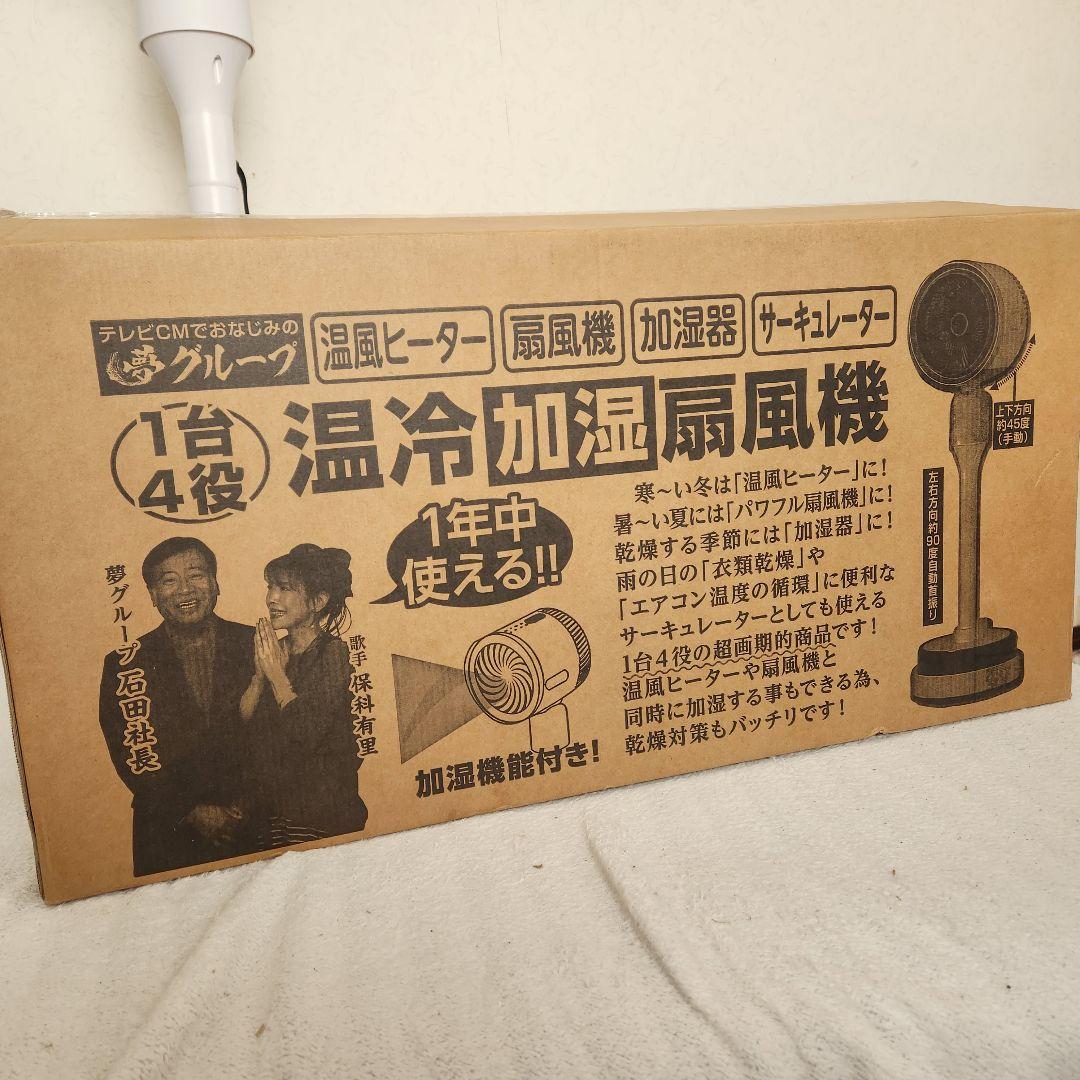 テレビCMでおなじみの
夢グループ
温風ヒーター
扇風機
加湿器
サーキュレーター
1台
4役
温冷加湿扇風機
1年中
使える!!
寒〜い冬は「温風ヒーター」に!
暑〜い夏には「パワフル扇風機」に!
乾燥する季節には「加湿器」に!
雨の日の「衣類乾燥」や
「エアコン温度の循環」に便利な
サーキュレーターとしても使える
1台4役の超画期的商品です!
温風ヒーターや扇風機と
同時に加湿する事もできる為、
乾燥対策もバッチリです!
夢グループ 石田社長
歌手 保科有里
加湿機能付き!
上下方向
約45度
(手動)
左右方向約90度自動首振り